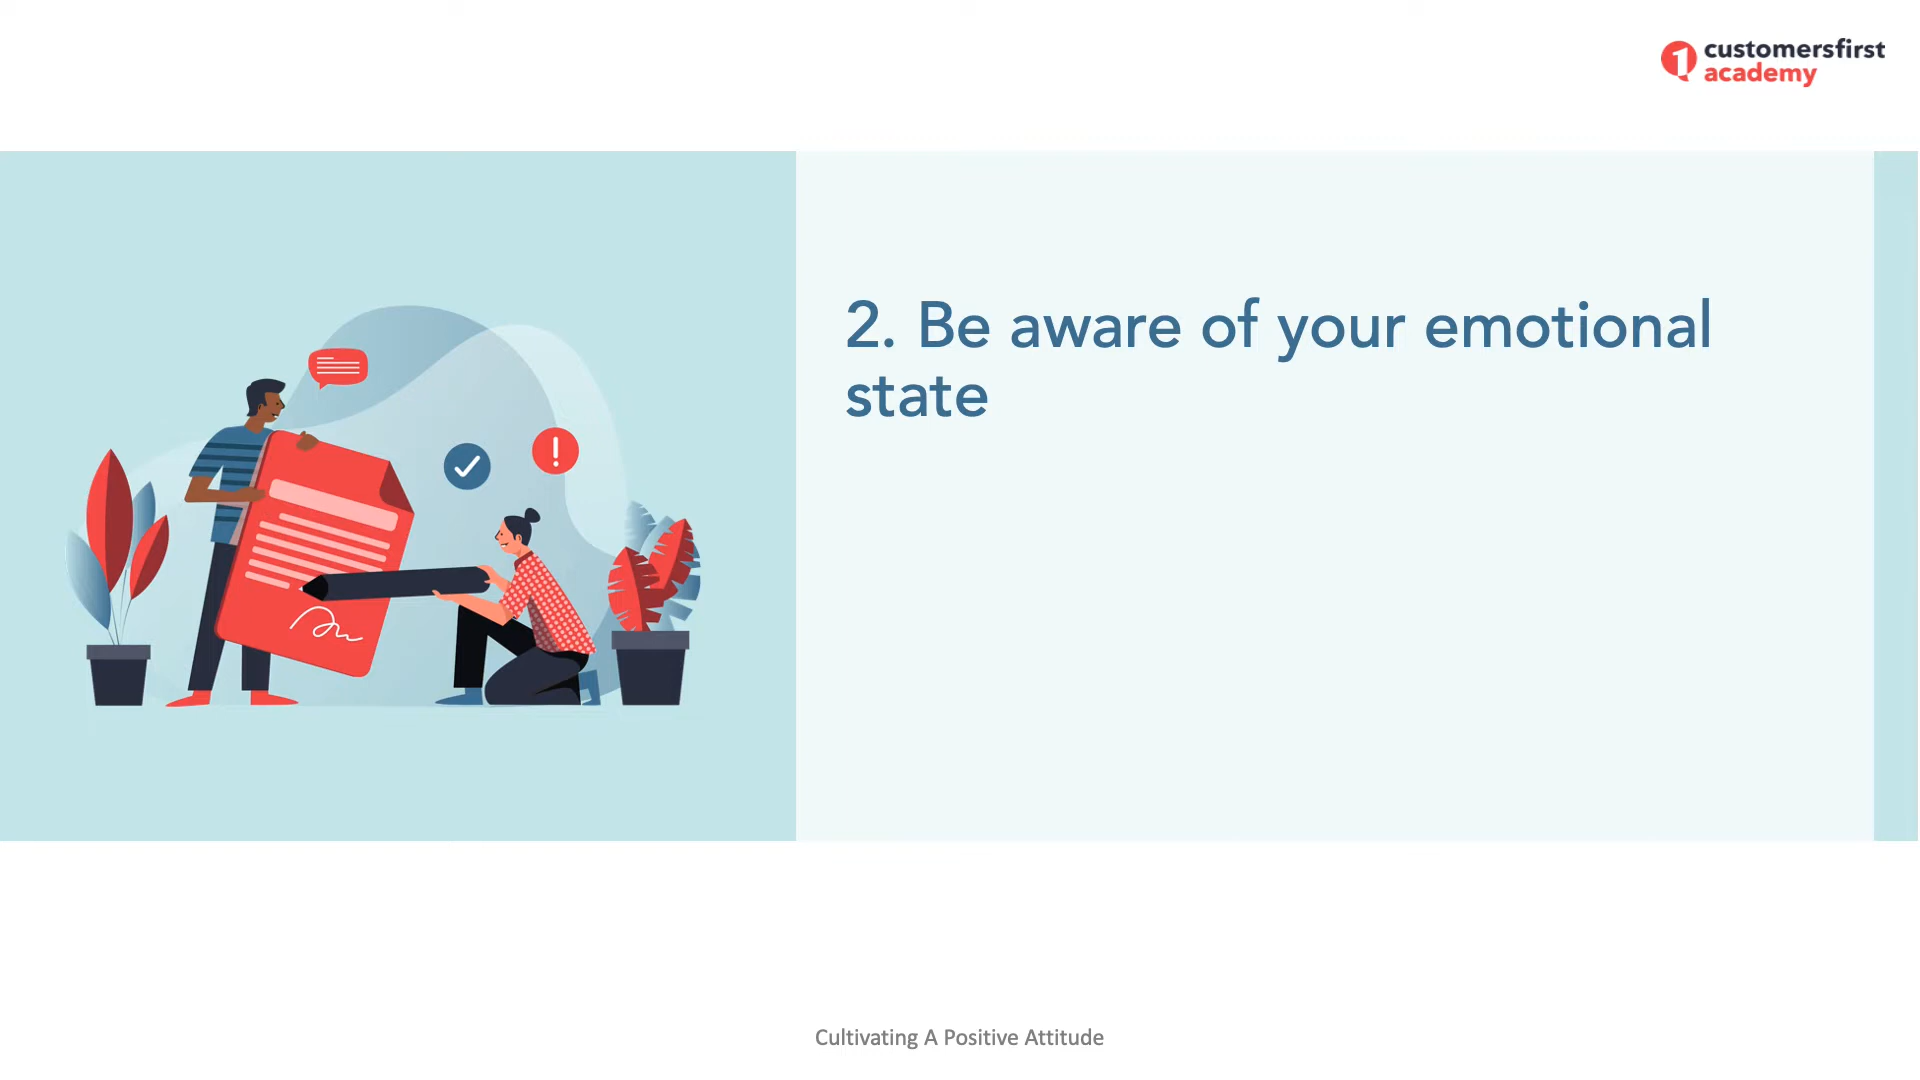 customersfirst
academy
2. Be aware of your emotional
state
Cultivating A Positive Attitude